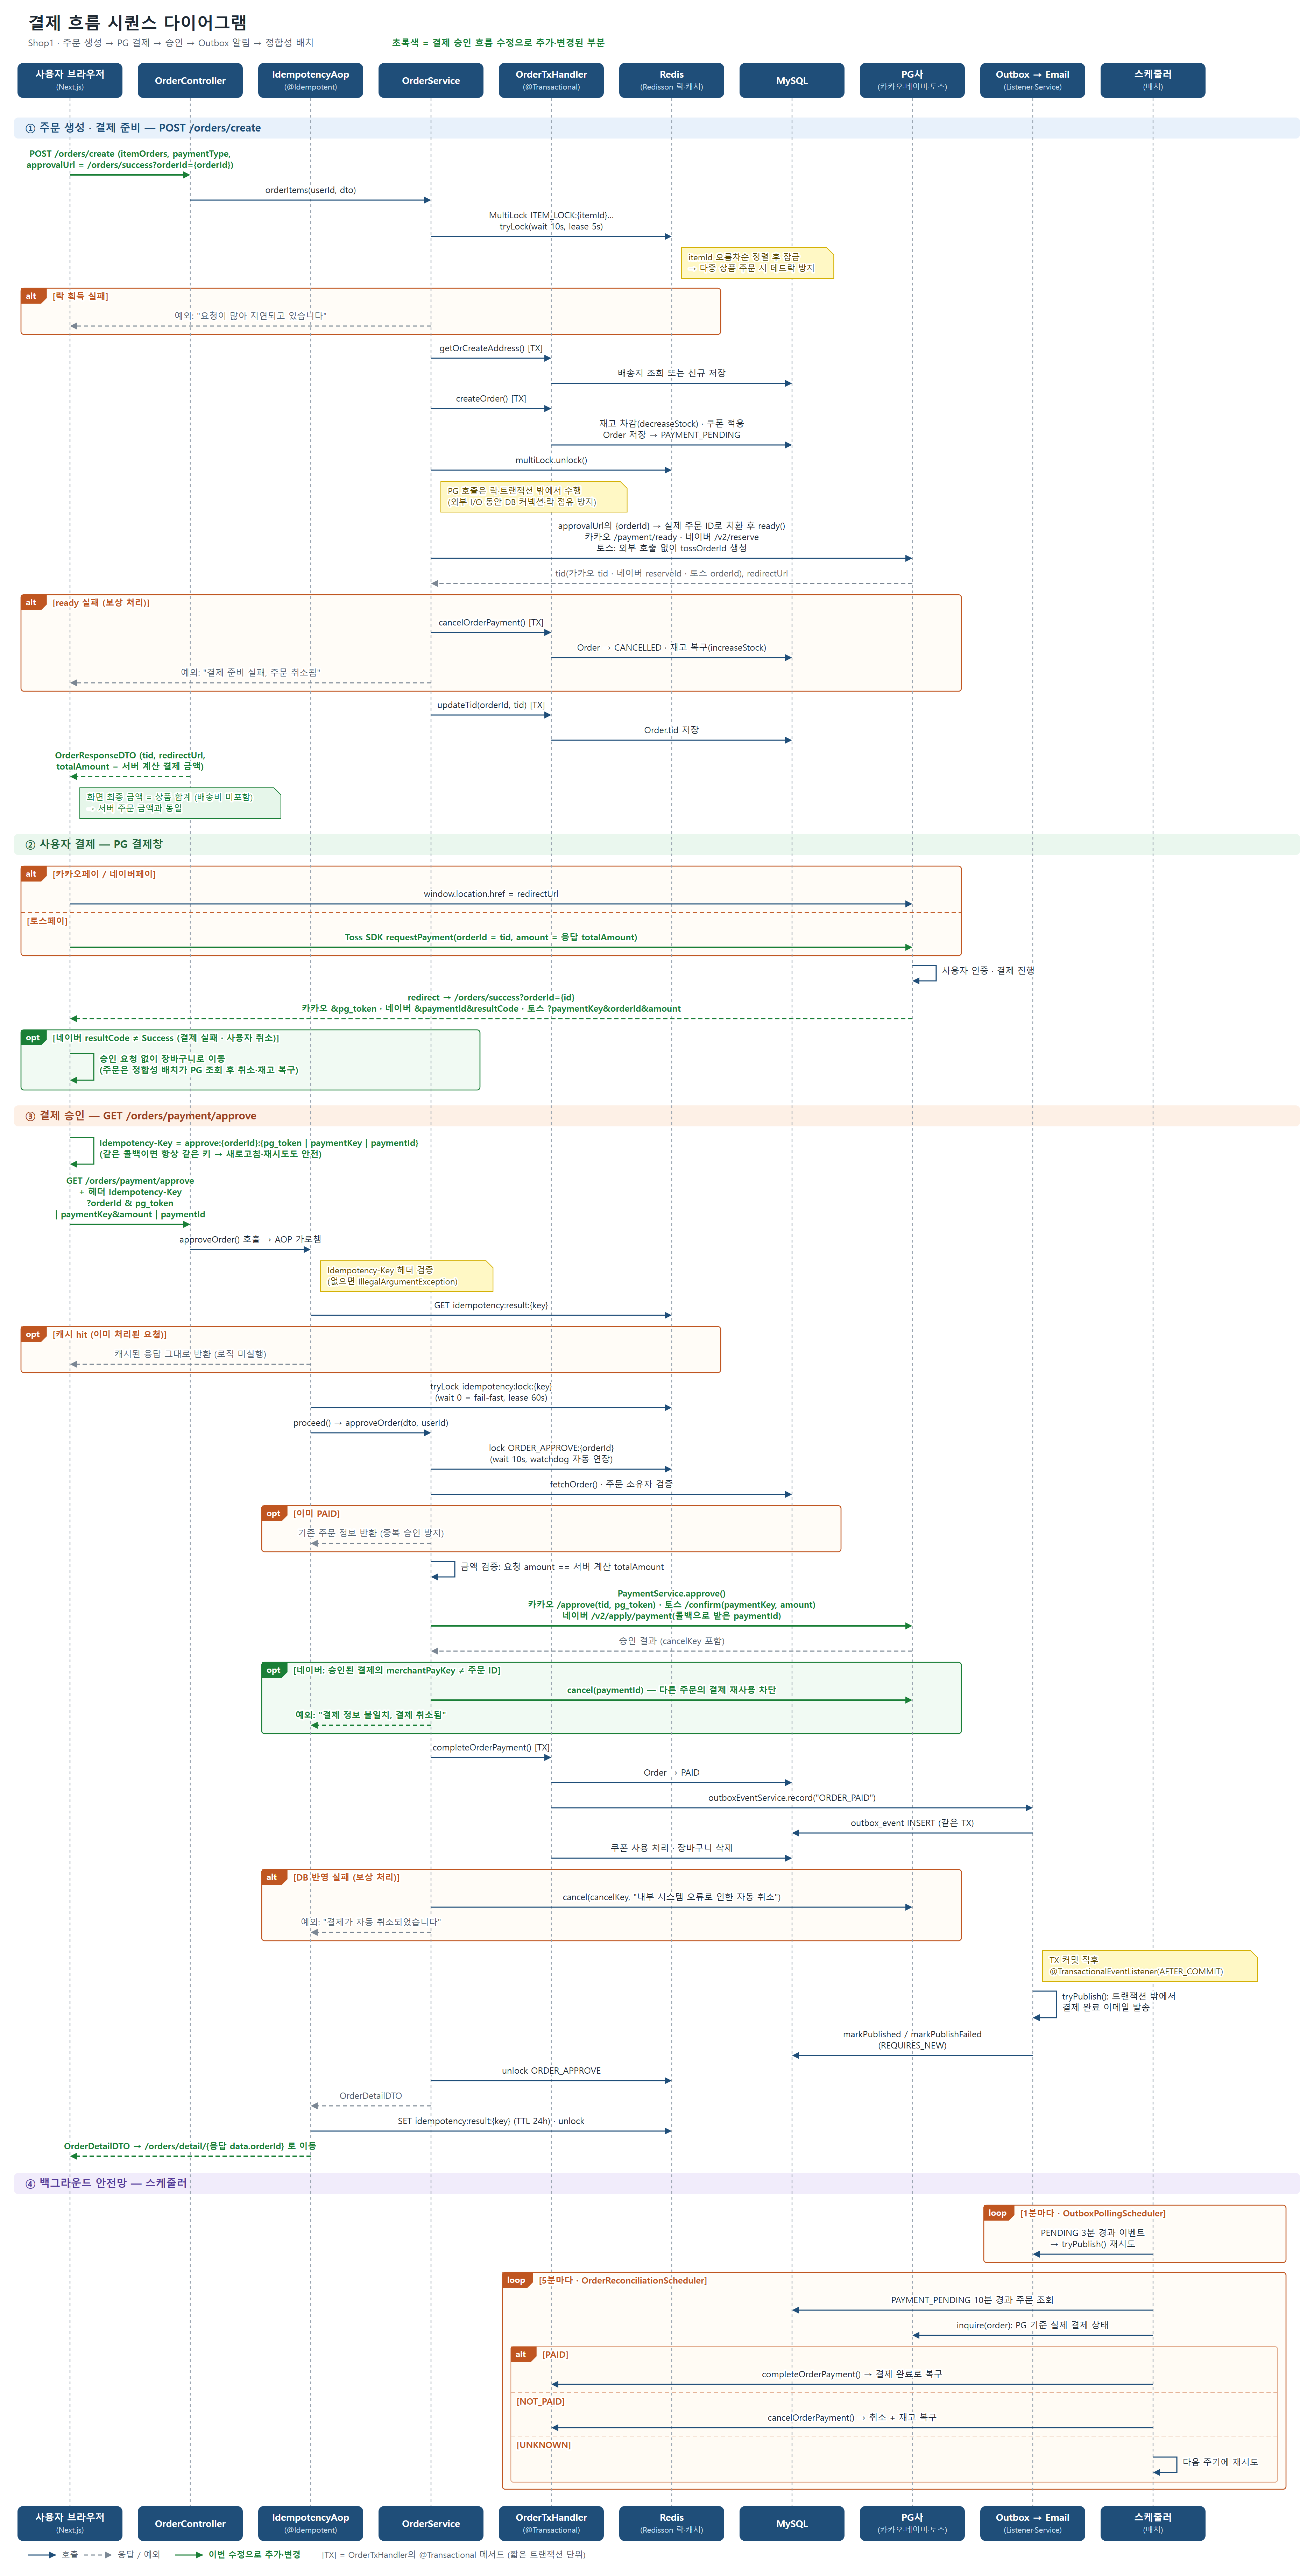 결제 흐름 시퀀스 다이어그램
Shop1 · 주문 생성 → PG 결제 → 승인 → Outbox 알림 → 정합성 배치
초록색 = 결제 승인 흐름 수정으로 추가·변경된 부분
사용자 브라우저
(Next.js)
OrderController
IdempotencyAop
(@Idempotent)
OrderService
OrderTxHandler
(@Transactional)
Redis
(Redisson 락·캐시)
MySQL
PG사
(카카오·네이버·토스)
Outbox → Email
(Listener·Service)
스케줄러
(배치)
① 주문 생성 · 결제 준비 — POST /orders/create
POST /orders/create (itemOrders, paymentType,
approvalUrl = /orders/success?orderId={orderId})
orderItems(userId, dto)
MultiLock ITEM_LOCK:{itemId}...
tryLock(wait 10s, lease 5s)
itemId 오름차순 정렬 후 잠금
→ 다중 상품 주문 시 데드락 방지
alt
[락 획득 실패]
예외: "요청이 많아 지연되고 있습니다"
getOrCreateAddress() [TX]
배송지 조회 또는 신규 저장
createOrder() [TX]
재고 차감(decreaseStock) · 쿠폰 적용
Order 저장 → PAYMENT_PENDING
multiLock.unlock()
PG 호출은 락·트랜잭션 밖에서 수행
(외부 I/O 동안 DB 커넥션·락 점유 방지)
approvalUrl의 {orderId} → 실제 주문 ID로 치환 후 ready()
카카오 /payment/ready · 네이버 /v2/reserve
토스: 외부 호출 없이 tossOrderId 생성
tid(카카오 tid · 네이버 reserveId · 토스 orderId), redirectUrl
alt
[ready 실패 (보상 처리)]
cancelOrderPayment() [TX]
Order → CANCELLED · 재고 복구(increaseStock)
예외: "결제 준비 실패, 주문 취소됨"
updateTid(orderId, tid) [TX]
Order.tid 저장
OrderResponseDTO (tid, redirectUrl,
totalAmount = 서버 계산 결제 금액)
화면 최종 금액 = 상품 합계 (배송비 미포함)
→ 서버 주문 금액과 동일
② 사용자 결제 — PG 결제창
alt
[카카오페이 / 네이버페이]
window.location.href = redirectUrl
[토스페이]
Toss SDK requestPayment(orderId = tid, amount = 응답 totalAmount)
사용자 인증 · 결제 진행
redirect → /orders/success?orderId={id}
카카오 &pg_token · 네이버 &paymentId&resultCode · 토스 ?paymentKey&orderId&amount
opt
[네이버 resultCode ≠ Success (결제 실패 · 사용자 취소)]
승인 요청 없이 장바구니로 이동
(주문은 정합성 배치가 PG 조회 후 취소·재고 복구)
③ 결제 승인 — GET /orders/payment/approve
Idempotency-Key = approve:{orderId}:{pg_token | paymentKey | paymentId}
(같은 콜백이면 항상 같은 키 → 새로고침·재시도도 안전)
GET /orders/payment/approve
+ 헤더 Idempotency-Key
?orderId & pg_token
| paymentKey&amount | paymentId
approveOrder() 호출 → AOP 가로챔
Idempotency-Key 헤더 검증
(없으면 IllegalArgumentException)
GET idempotency:result:{key}
opt
[캐시 hit (이미 처리된 요청)]
캐시된 응답 그대로 반환 (로직 미실행)
tryLock idempotency:lock:{key}
(wait 0 = fail-fast, lease 60s)
proceed() → approveOrder(dto, userId)
lock ORDER_APPROVE:{orderId}
(wait 10s, watchdog 자동 연장)
fetchOrder() · 주문 소유자 검증
opt
[이미 PAID]
기존 주문 정보 반환 (중복 승인 방지)
금액 검증: 요청 amount == 서버 계산 totalAmount
PaymentService.approve()
카카오 /approve(tid, pg_token) · 토스 /confirm(paymentKey, amount)
네이버 /v2/apply/payment(콜백으로 받은 paymentId)
승인 결과 (cancelKey 포함)
opt
[네이버: 승인된 결제의 merchantPayKey ≠ 주문 ID]
cancel(paymentId) — 다른 주문의 결제 재사용 차단
예외: "결제 정보 불일치, 결제 취소됨"
completeOrderPayment() [TX]
Order → PAID
outboxEventService.record("ORDER_PAID")
outbox_event INSERT (같은 TX)
쿠폰 사용 처리 · 장바구니 삭제
alt
[DB 반영 실패 (보상 처리)]
cancel(cancelKey, "내부 시스템 오류로 인한 자동 취소")
예외: "결제가 자동 취소되었습니다"
TX 커밋 직후
@TransactionalEventListener(AFTER_COMMIT)
tryPublish(): 트랜잭션 밖에서
결제 완료 이메일 발송
markPublished / markPublishFailed
(REQUIRES_NEW)
unlock ORDER_APPROVE
OrderDetailDTO
SET idempotency:result:{key} (TTL 24h) · unlock
OrderDetailDTO → /orders/detail/{응답 data.orderId} 로 이동
④ 백그라운드 안전망 — 스케줄러
loop
[1분마다 · OutboxPollingScheduler]
PENDING 3분 경과 이벤트
→ tryPublish() 재시도
loop
[5분마다 · OrderReconciliationScheduler]
PAYMENT_PENDING 10분 경과 주문 조회
inquire(order): PG 기준 실제 결제 상태
alt
[PAID]
completeOrderPayment() → 결제 완료로 복구
[NOT_PAID]
cancelOrderPayment() → 취소 + 재고 복구
[UNKNOWN]
다음 주기에 재시도
사용자 브라우저
(Next.js)
OrderController
IdempotencyAop
(@Idempotent)
OrderService
OrderTxHandler
(@Transactional)
Redis
(Redisson 락·캐시)
MySQL
PG사
(카카오·네이버·토스)
Outbox → Email
(Listener·Service)
스케줄러
(배치)
호출
응답 / 예외
이번 수정으로 추가·변경
[TX] = OrderTxHandler의 @Transactional 메서드 (짧은 트랜잭션 단위)